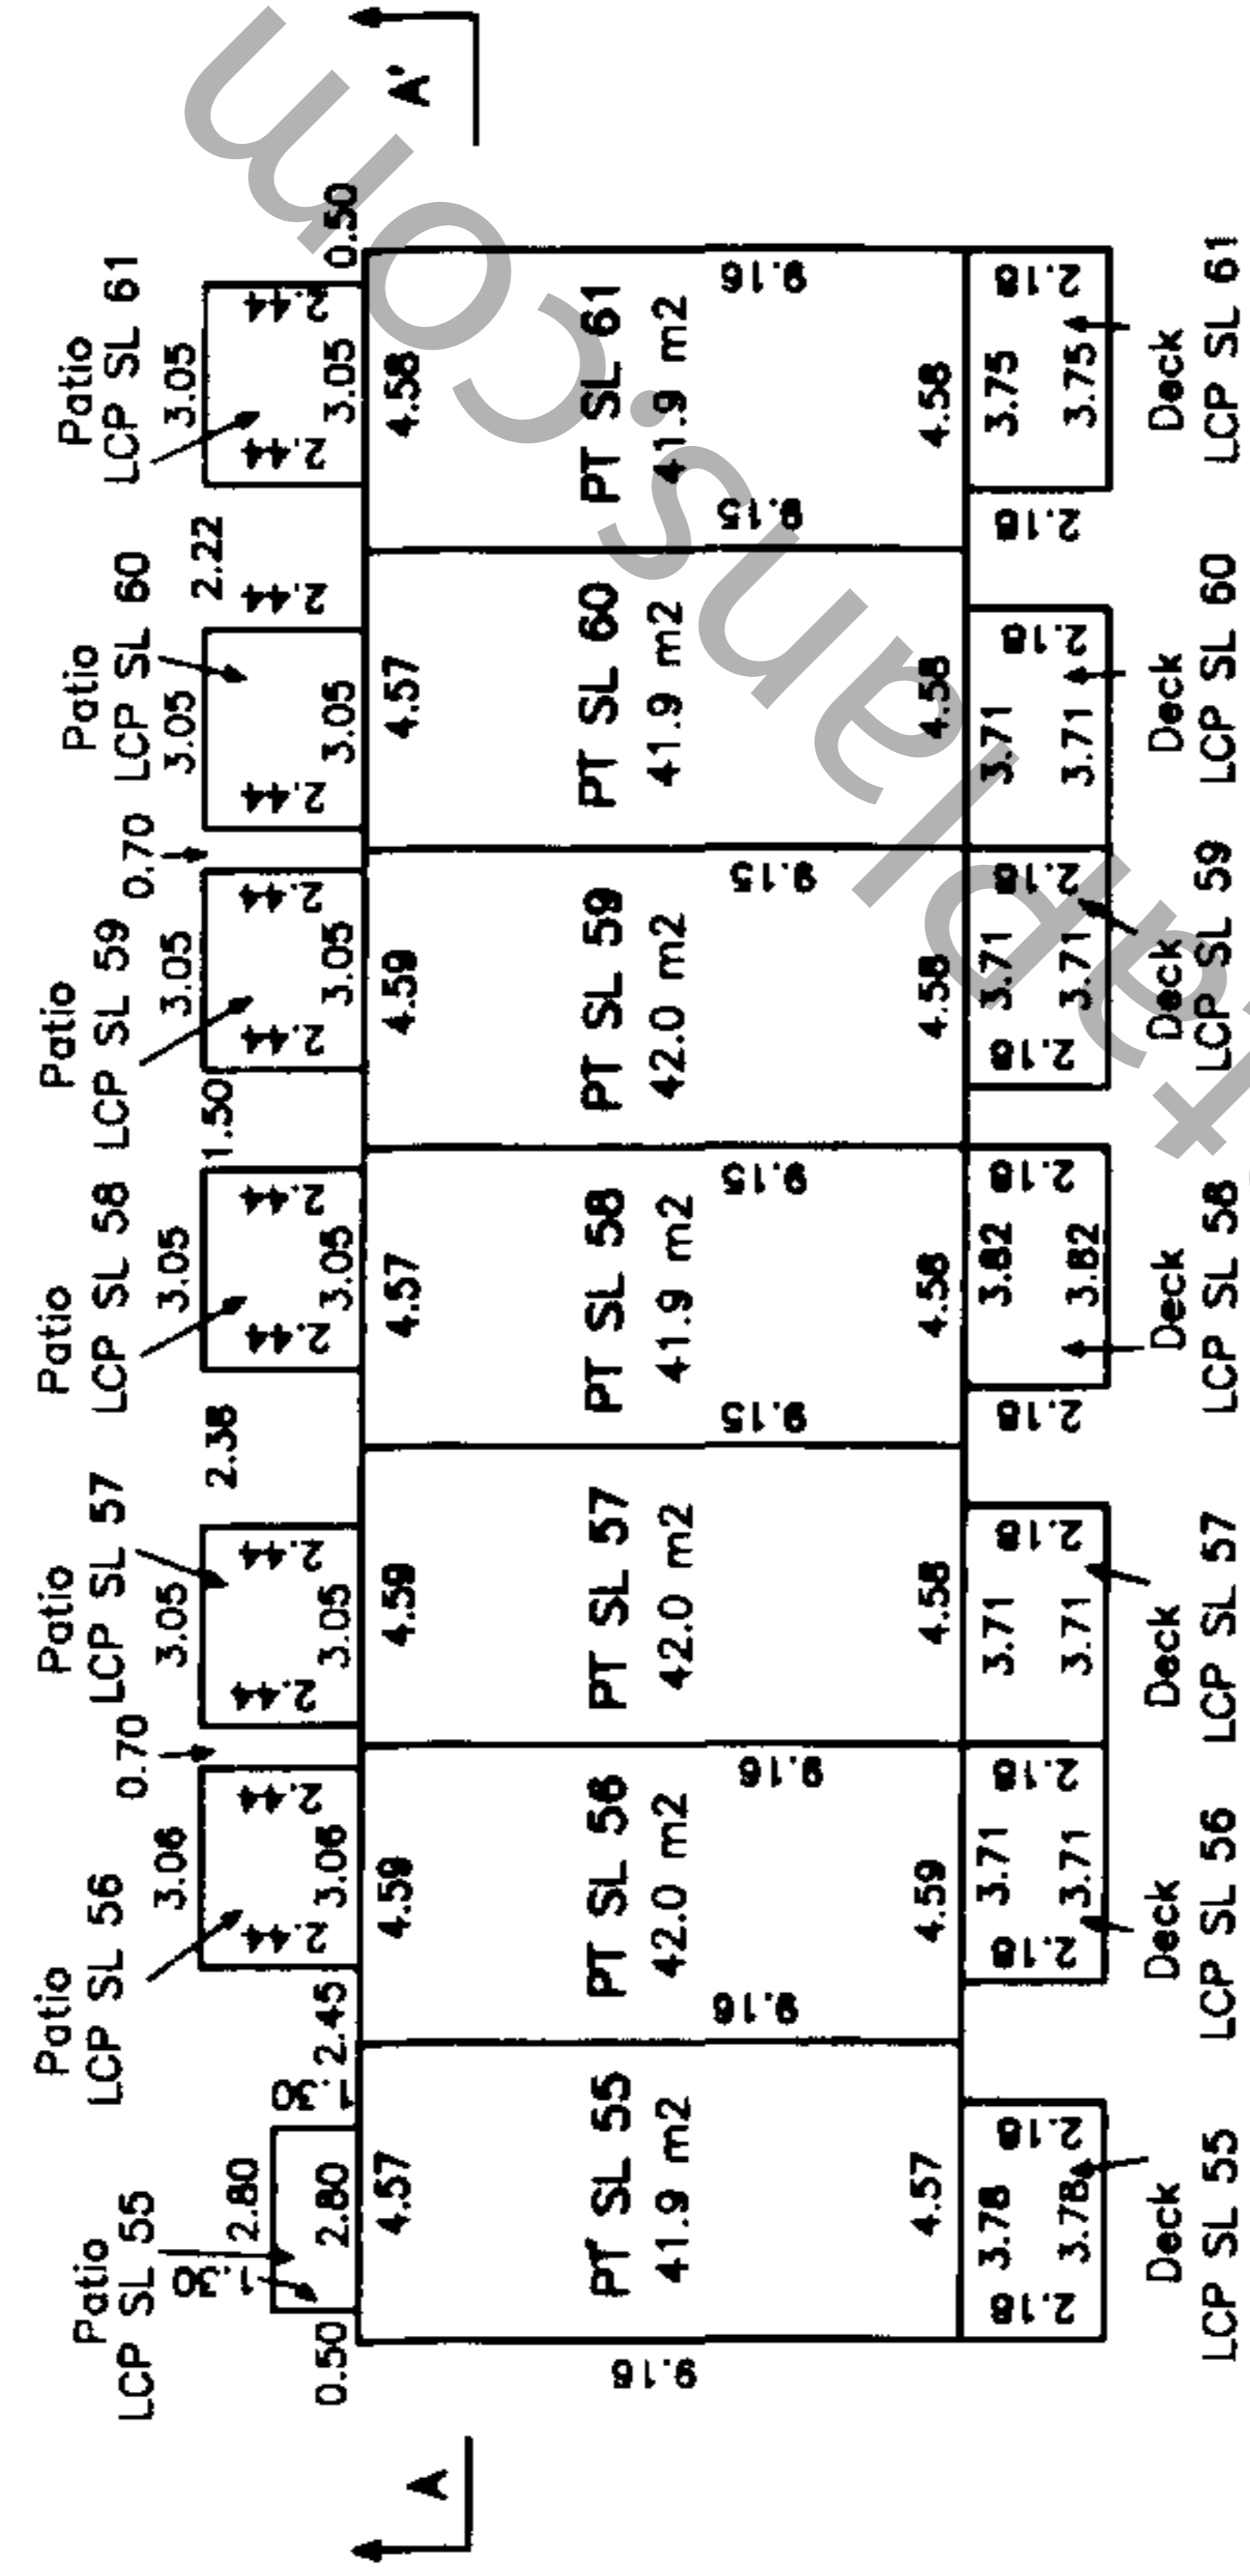 A
A'
Patio
LCP SL 55
2.80
1.30
2.80
1.30
0.50
2.45
Patio
LCP SL 56
3.06
3.06
2.44
2.44
0.70
Patio
LCP SL 57
3.05
3.05
2.44
2.44
2.38
Patio
LCP SL 58
3.05
3.05
2.44
2.44
1.50
Patio
LCP SL 59
3.05
3.05
2.44
2.44
0.70
Patio
LCP SL 60
3.05
3.05
2.44
2.44
2.22
Patio
LCP SL 61
3.05
3.05
2.44
2.44
0.50
4.57
4.59
4.59
4.57
4.59
4.57
4.58
9.16
PT SL 55
41.9 m2
9.16
PT SL 56
42.0 m2
9.16
PT SL 57
42.0 m2
9.15
PT SL 58
41.9 m2
9.15
PT SL 59
42.0 m2
9.15
PT SL 60
41.9 m2
9.15
PT SL 61
41.9 m2
9.16
4.57
4.59
4.58
4.58
4.58
4.58
4.58
2.18
3.78
3.78
2.18
Deck
LCP SL 55
2.18
3.71
3.71
2.18
Deck
LCP SL 56
3.71
3.71
2.18
Deck
LCP SL 57
2.18
3.82
3.82
2.18
Deck
LCP SL 58
2.18
3.71
3.71
2.18
Deck
LCP SL 59
3.71
3.71
2.18
Deck
LCP SL 60
2.18
3.75
3.75
2.18
Deck
LCP SL 61
taplans.com